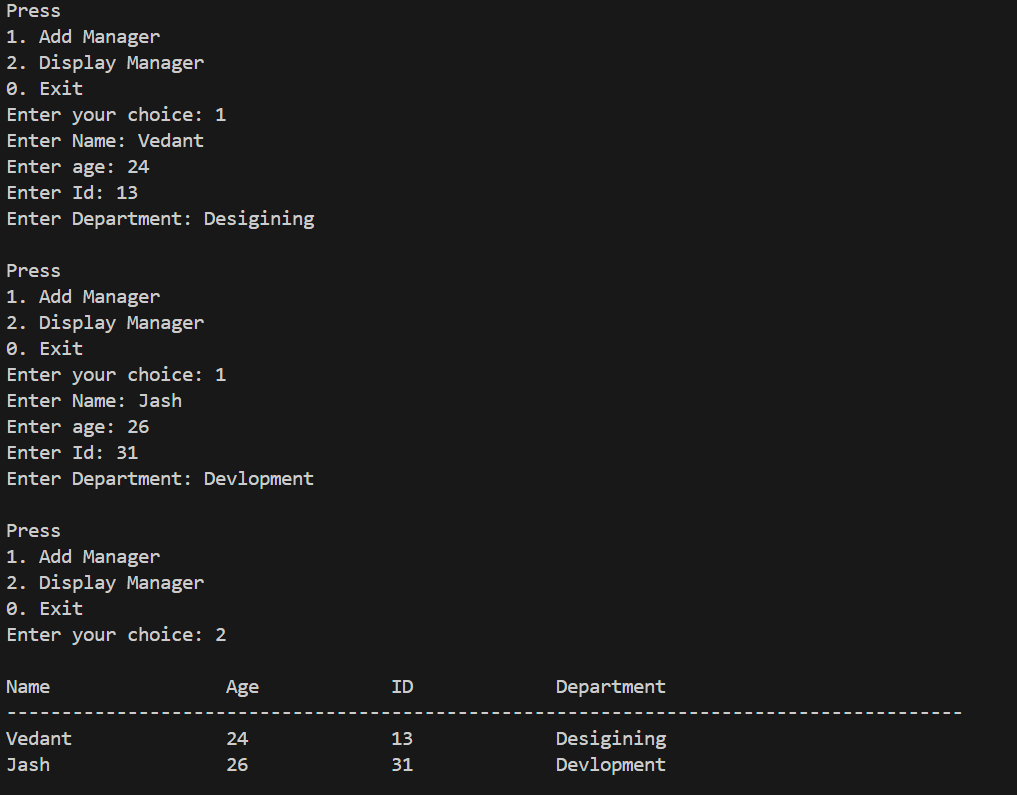 Press
1. Add Manager
2. Display Manager
0. Exit
Enter your choice: 1
Enter Name: Vedant
Enter age: 24
Enter Id: 13
Enter Department: Desigining
Press
1. Add Manager
2. Display Manager
0. Exit
Enter your choice: 1
Enter Name: Jash
Enter age: 26
Enter Id: 31
Enter Department: Devlopment
Press
1. Add Manager
2. Display Manager
0. Exit
Enter your choice: 2
Name Age ID Department
---------------------------------------------------------------------------------------
Vedant 24 13 Desigining
Jash 26 31 Devlopment